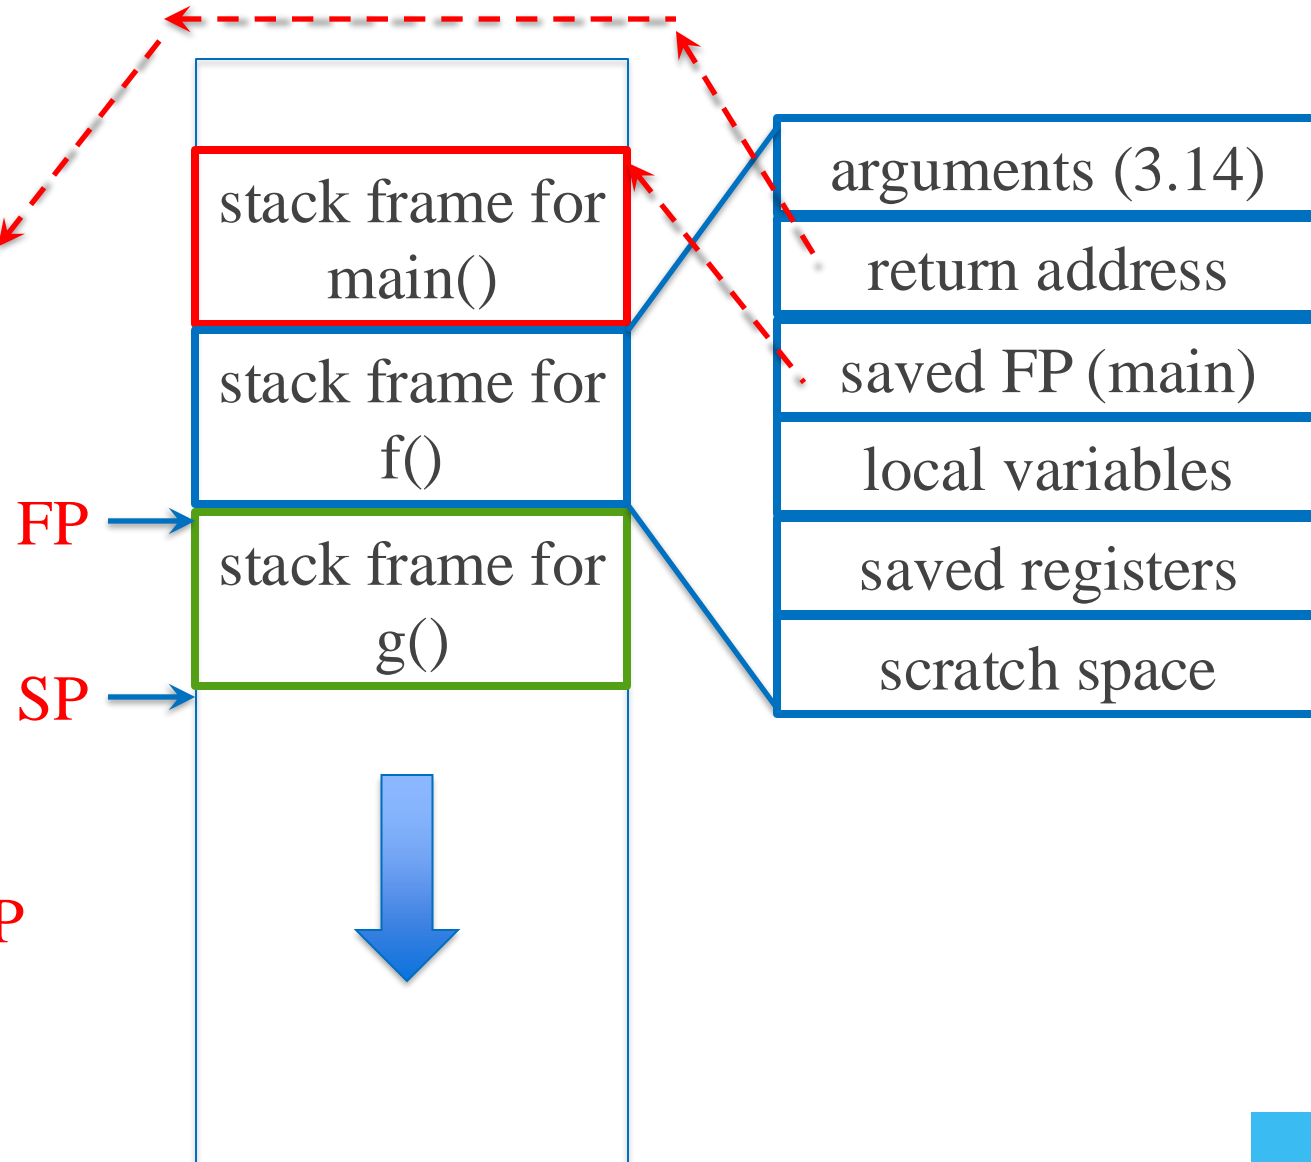 stack frame for
main()
stack frame for
f()
FP
stack frame for
g()
SP
P
arguments (3.14)
return address
saved FP (main)
local variables
saved registers
scratch space